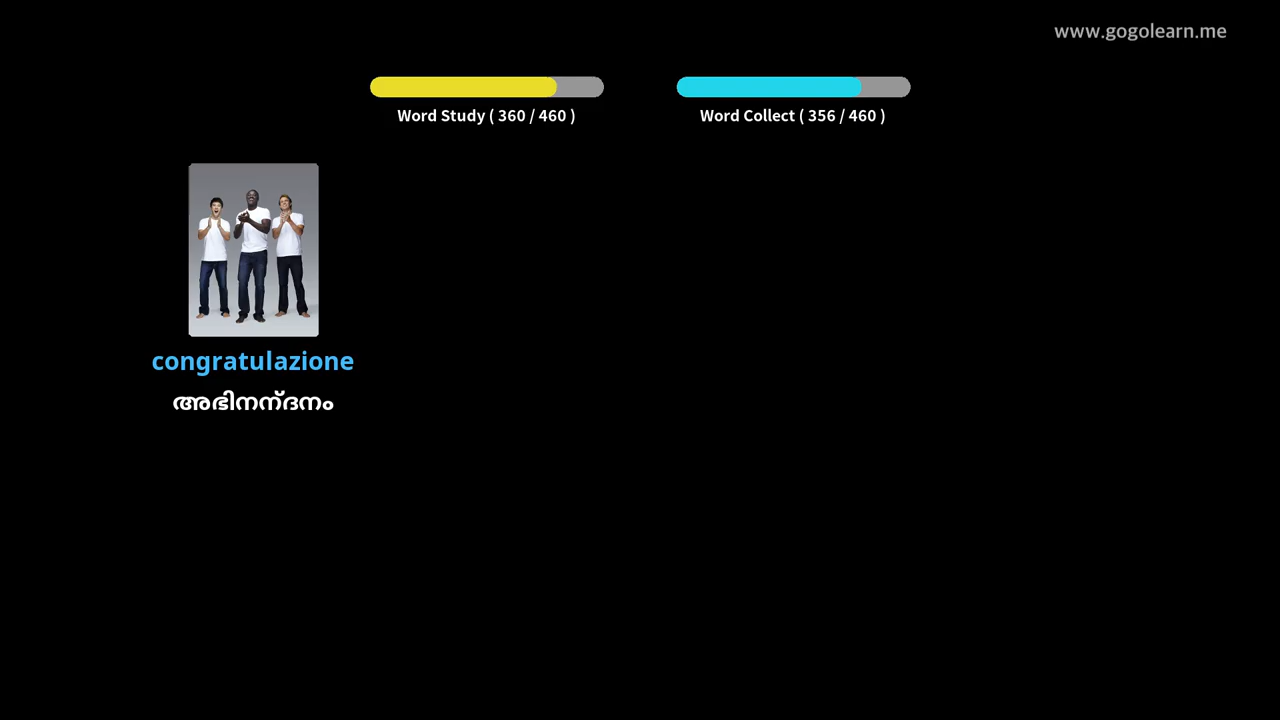 www.gogolearn.me
Word Study ( 360 / 460 )
Word Collect ( 356 / 460 )
congratulazione
അഭിനന്ദനം